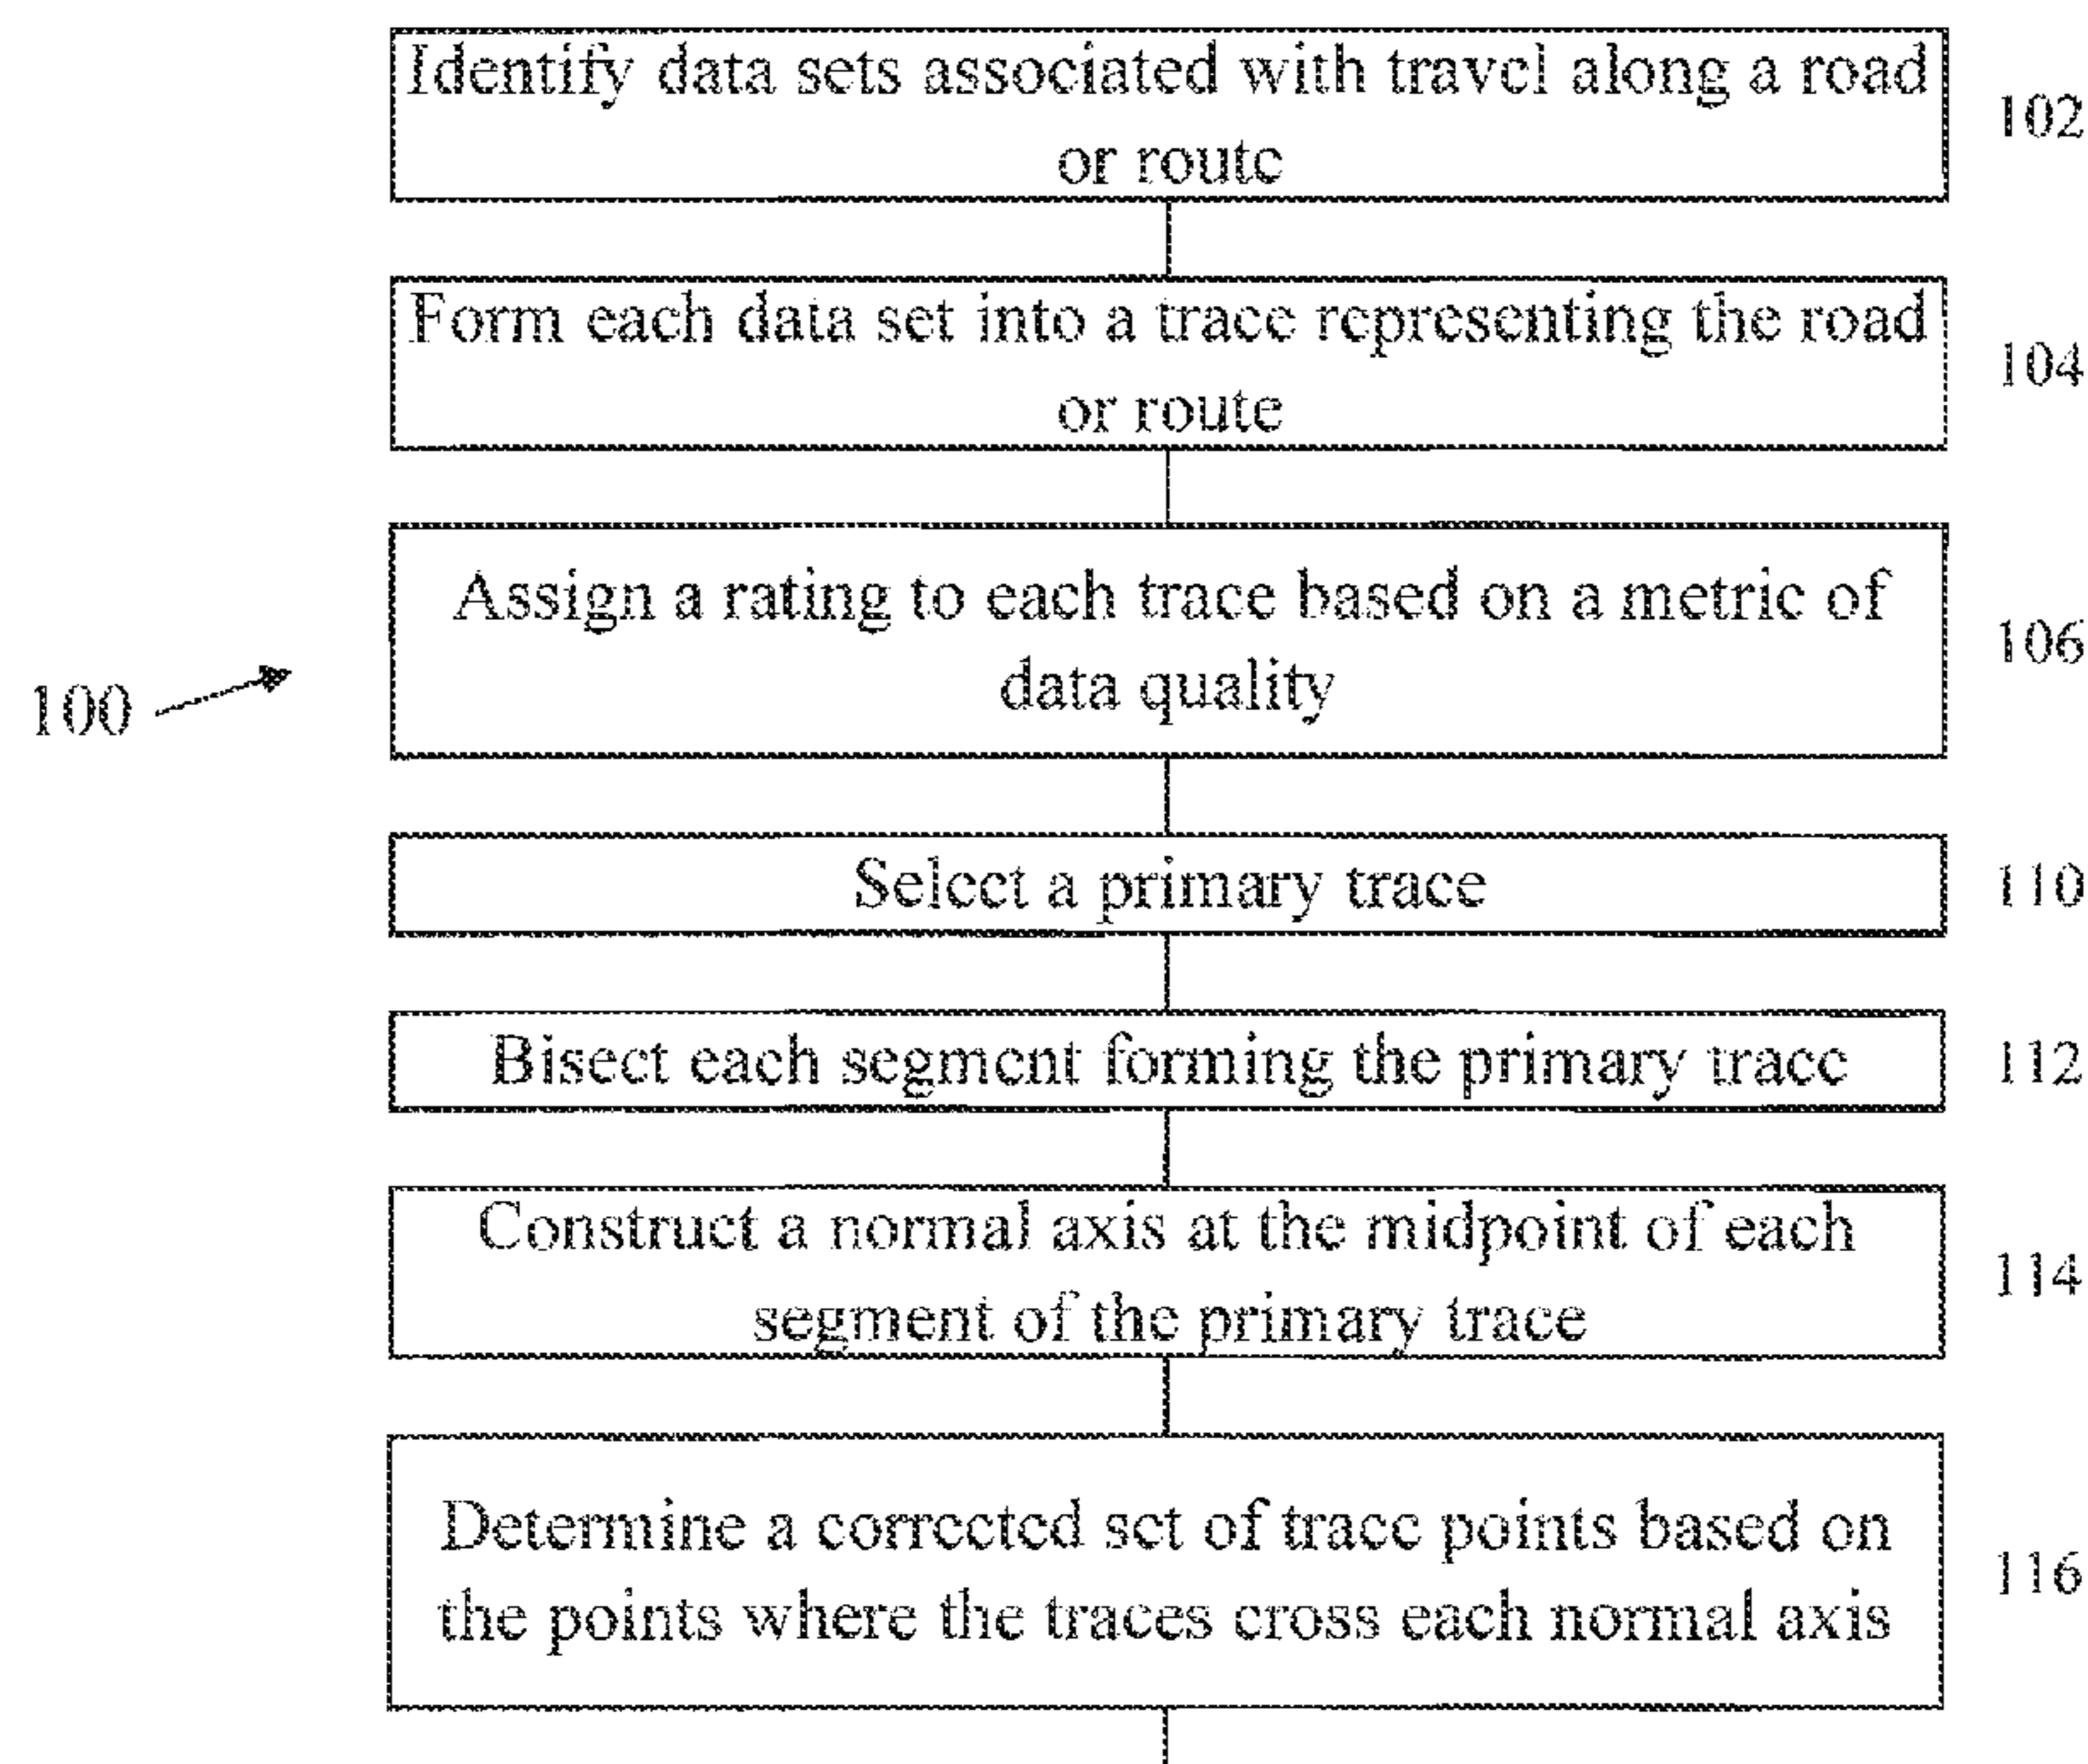 Identify data sets associated with travel along a road
or route
102
Form each data set into a trace representing the road
or route
104
Assign a rating to each trace based on a metric of
data quality
106
100
Select a primary trace
110
Bisect each segment forming the primary trace
112
Construct a normal axis at the midpoint of each
segment of the primary trace
114
Determine a corrected set of trace points based on
the points where the traces cross each normal axis
116